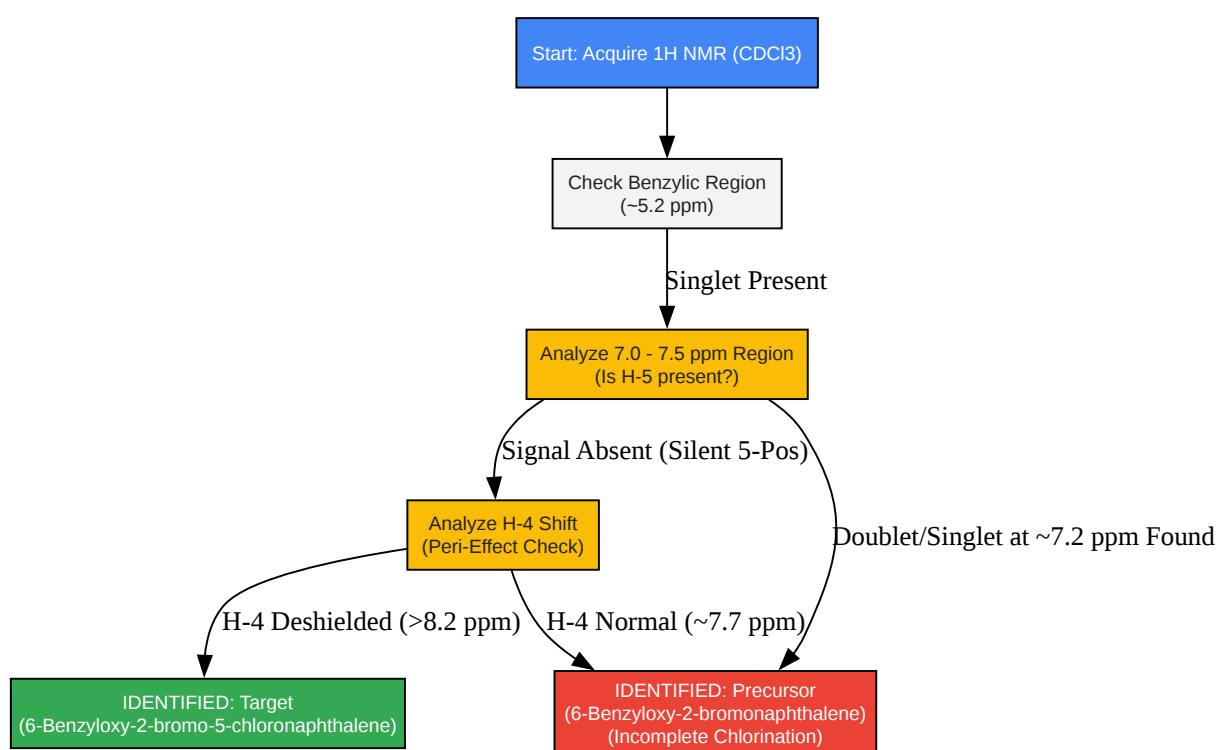 Start: Acquire 1H NMR (CDCl3)
Check Benzylic Region
(~5.2 ppm)
Singlet Present
Analyze 7.0 - 7.5 ppm Region
(Is H-5 present?)
Signal Absent (Silent 5-Pos)
Analyze H-4 Shift
(Peri-Effect Check)
Doublet/Singlet at ~7.2 ppm Found
H-4 Deshielded (>8.2 ppm)
H-4 Normal (~7.7 ppm)
IDENTIFIED: Target
(6-Benzyloxy-2-bromo-5-chloronaphthalene)
IDENTIFIED: Precursor
(6-Benzyloxy-2-bromonaphthalene)
(Incomplete Chlorination)